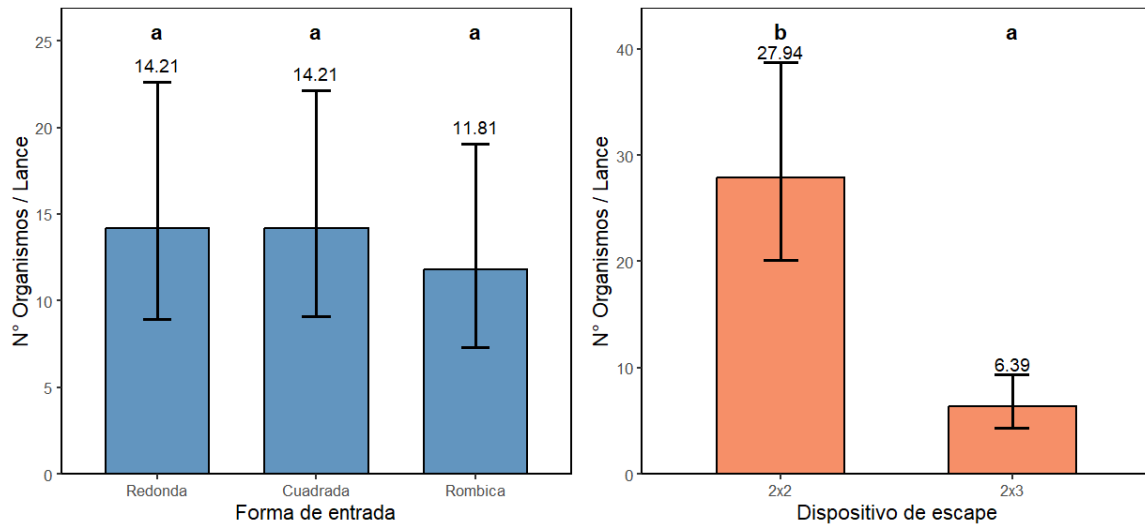 a a a
14.21 14.21 11.81
25
20
15
10
5
0
N° Organismos / Lance
Redonda Cuadrada Rombica
Forma de entrada
b a
27.94 6.39
40
30
20
10
0
N° Organismos / Lance
2x2 2x3
Dispositivo de escape